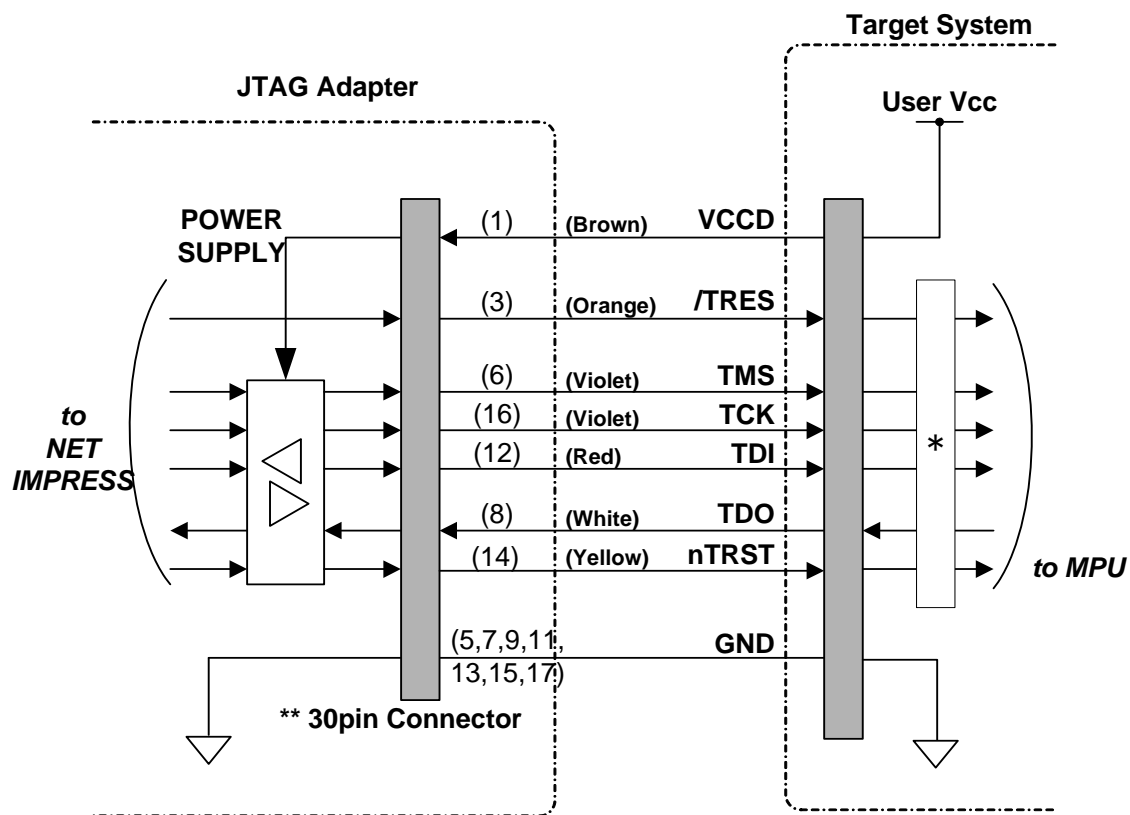 Target System
JTAG Adapter
User Vcc
POWER
SUPPLY
(1) (Brown) VCCD
(3) (Orange) /TRES
(6) (Violet) TMS
(16) (Violet) TCK
(12) (Red) TDI
(8) (White) TDO
(14) (Yellow) nTRST
to
NET
IMPRESS
*
to MPU
(5,7,9,11,
13,15,17)
GND
** 30pin Connector